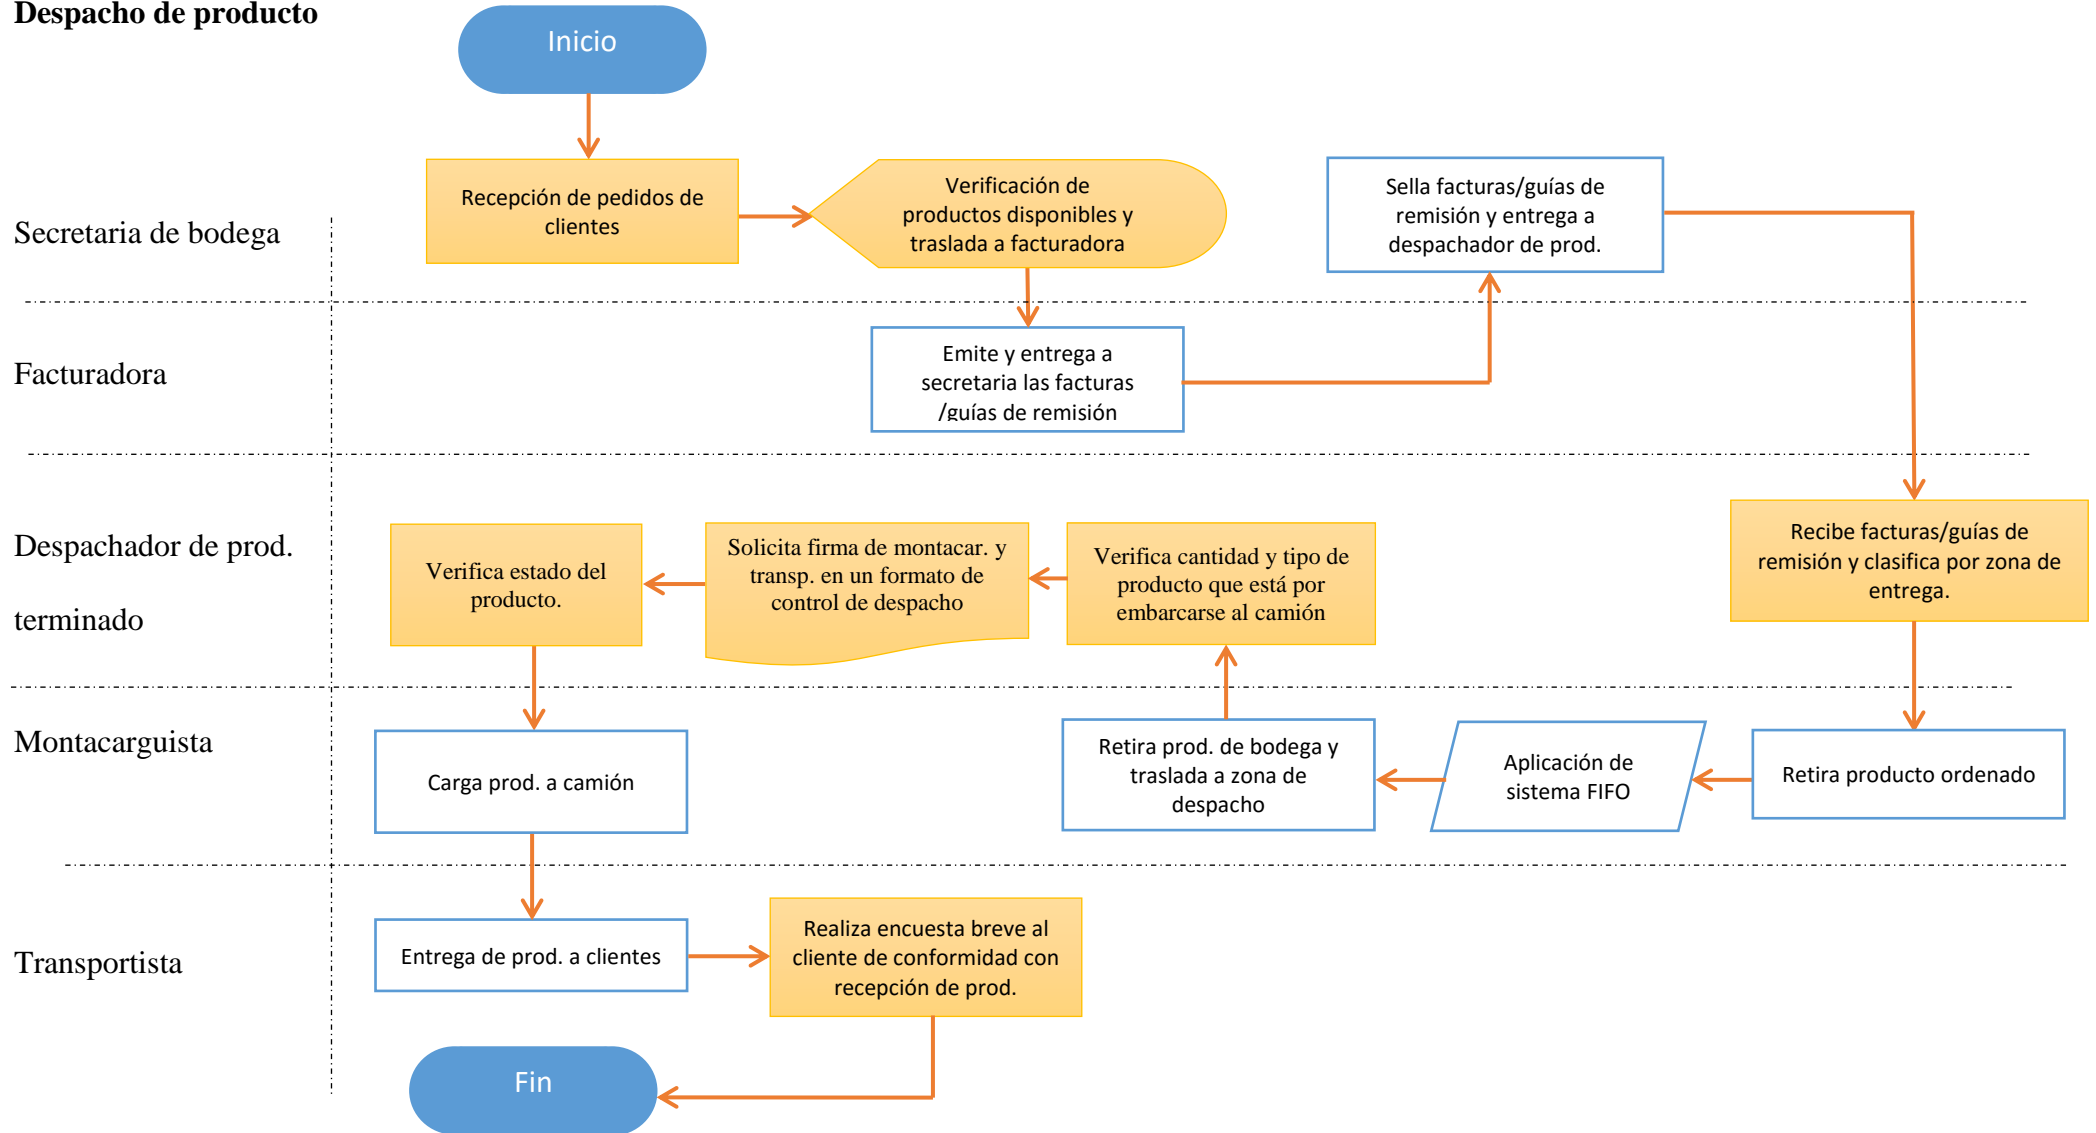 Despacho de producto
Inicio
Secretaria de bodega
Recepción de pedidos de
clientes
Verificación de
productos disponibles y
traslada a facturadora
Sella facturas/guías de
remisión y entrega a
despachador de prod.
Facturadora
Emite y entrega a
secretaria las facturas
/guías de remisión
Despachador de prod.
terminado
Verifica estado del
producto.
Solicita firma de montacar. y
transp. en un formato de
control de despacho
Verifica cantidad y tipo de
producto que está por
embarcarse al camión
Recibe facturas/guías de
remisión y clasifica por zona de
entrega.
Montacarguista
Carga prod. a camión
Retira prod. de bodega y
traslada a zona de
despacho
Aplicación de
sistema FIFO
Retira producto ordenado
Transportista
Entrega de prod. a clientes
Realiza encuesta breve al
cliente de conformidad con
recepción de prod.
Fin